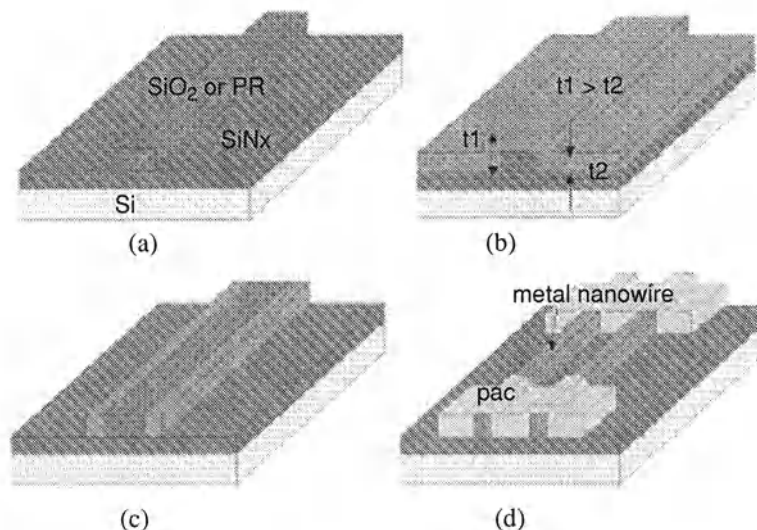 SiO₂ or PR
SiNx
Si
(a)
t1 > t2
t1
t2
(b)
(c)
metal nanowire
pac
(d)